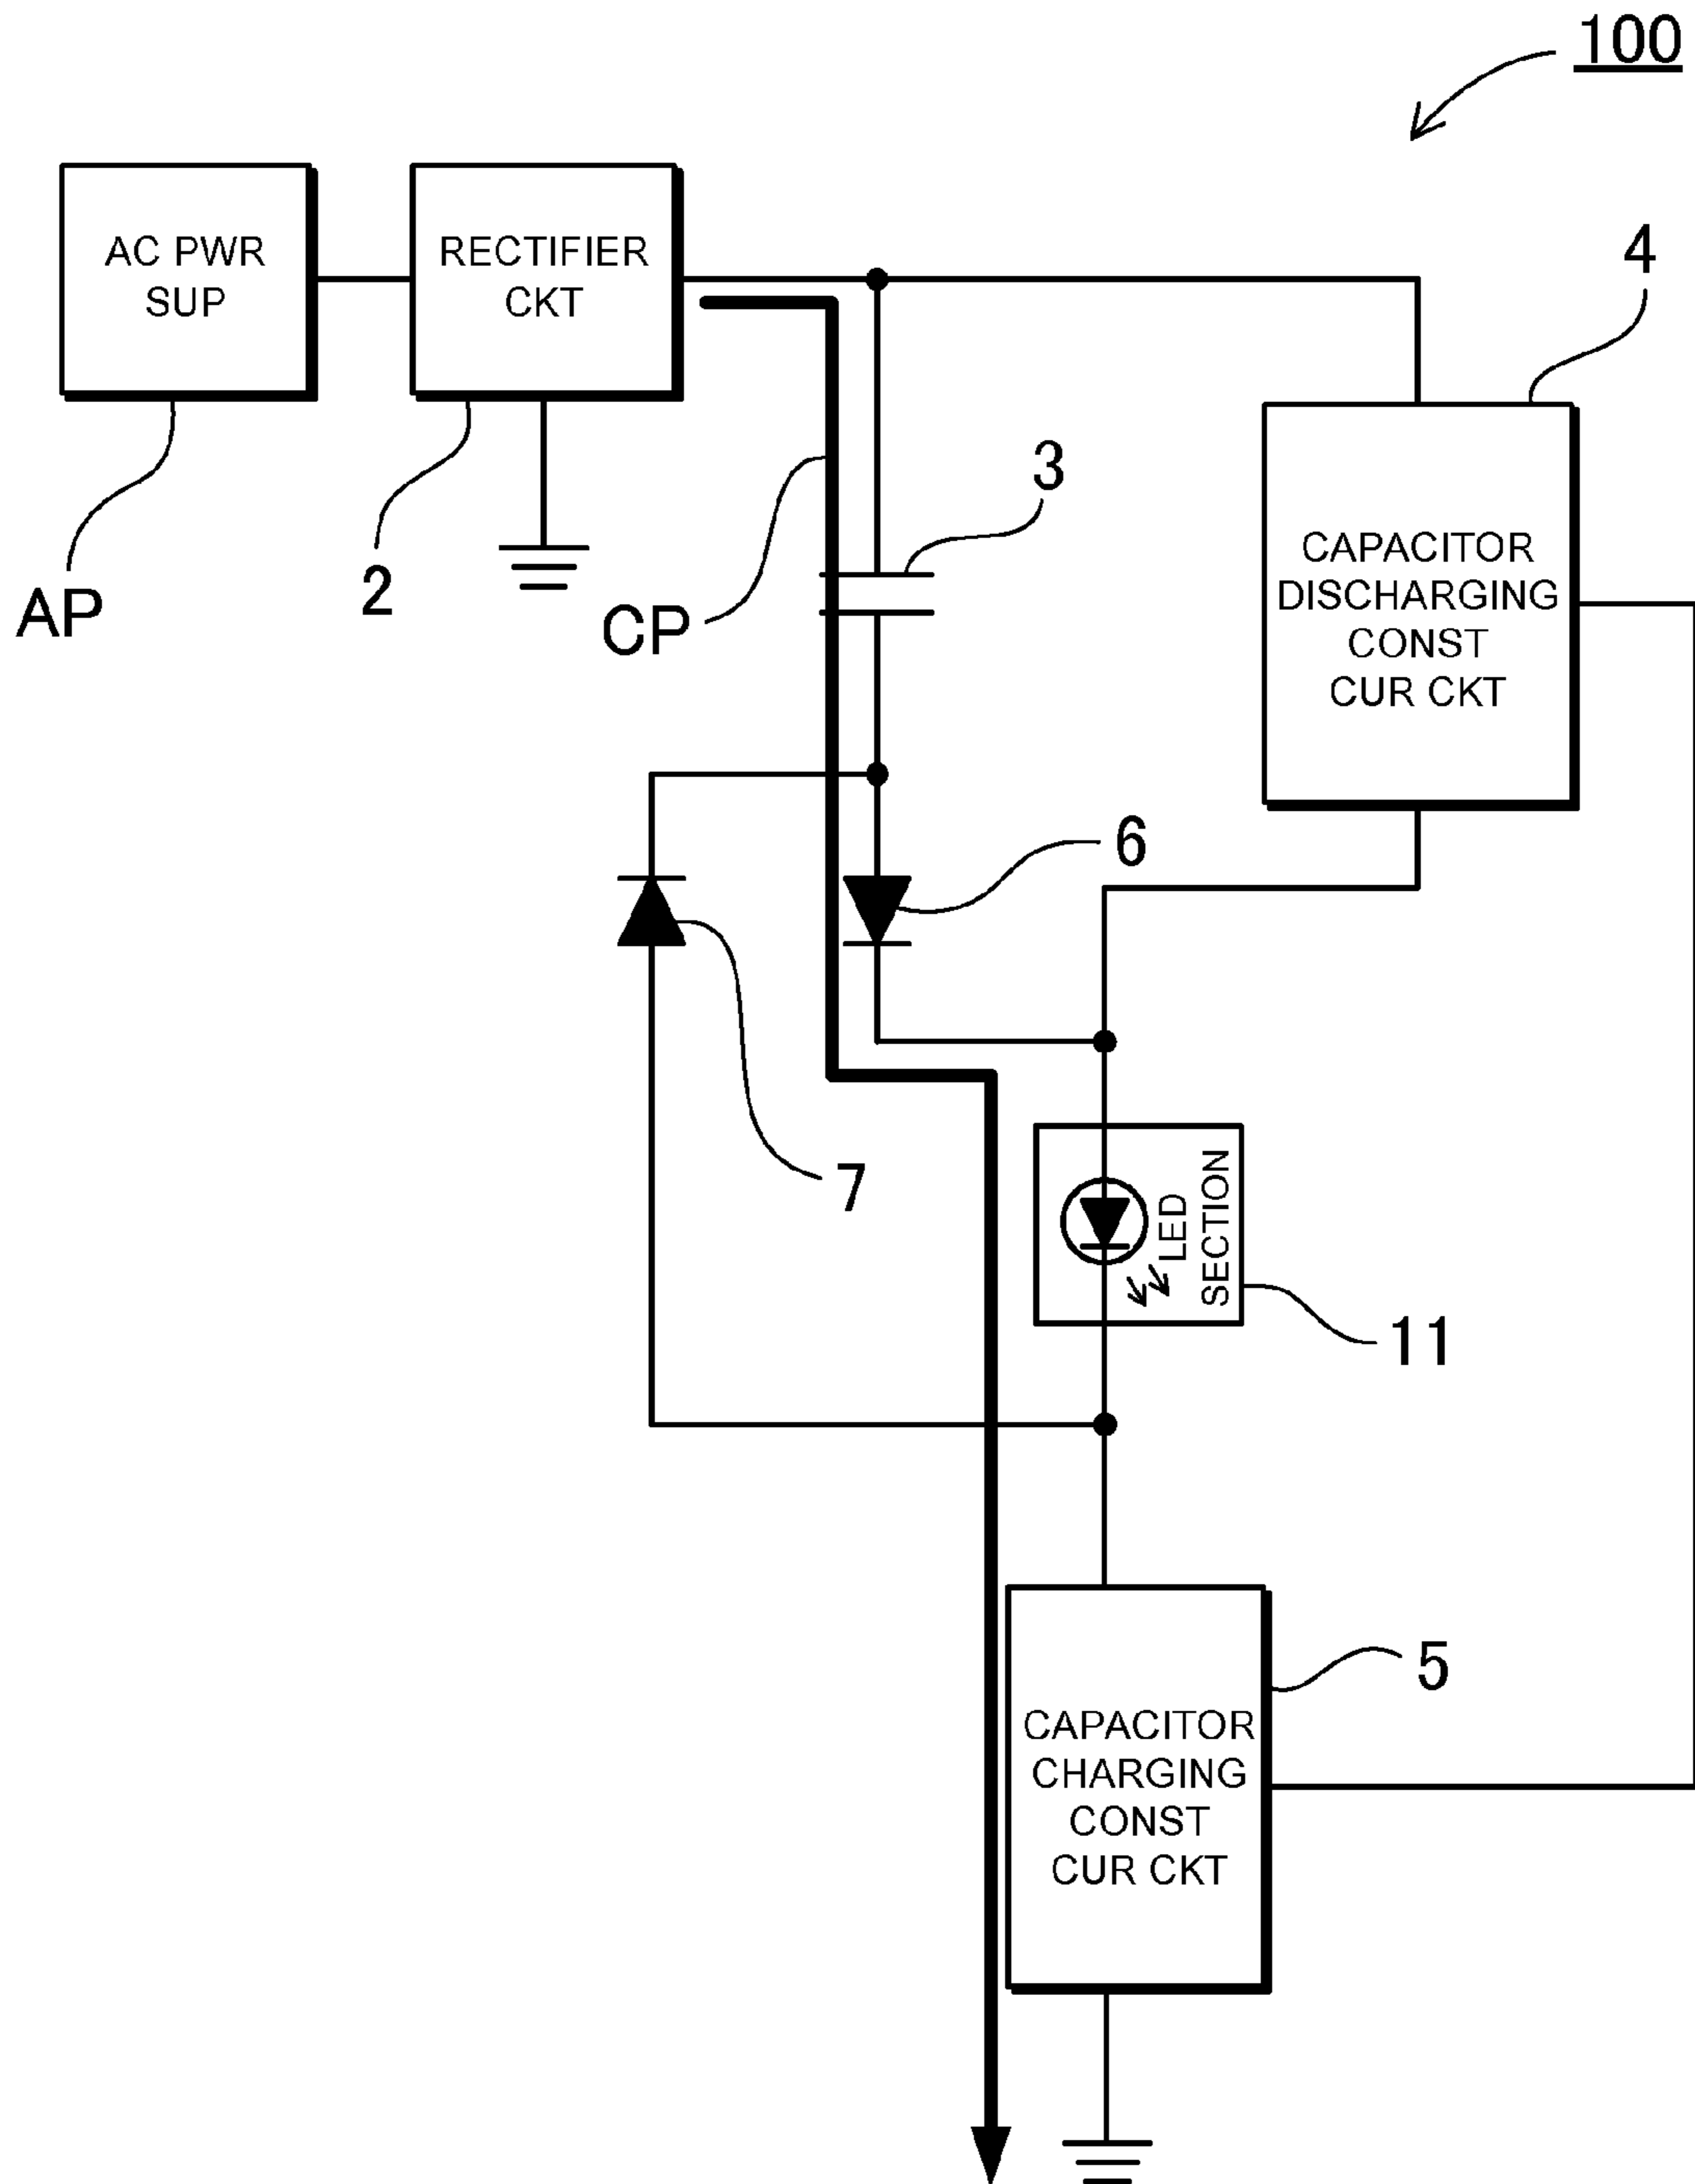 100
AC PWR
SUP
RECTIFIER
CKT
4
3
CAPACITOR
DISCHARGING
CONST
CUR CKT
AP
2
CP
6
7
LED
SECTION
11
5
CAPACITOR
CHARGING
CONST
CUR CKT